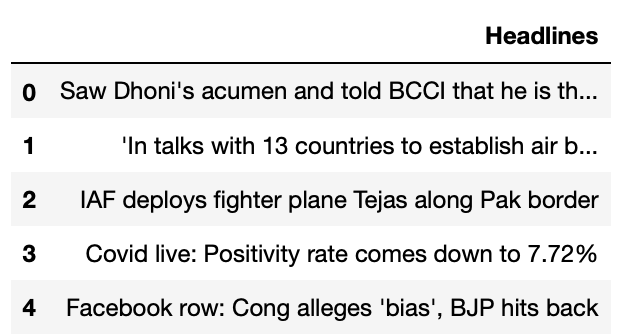 Headlines
0 Saw Dhoni's acumen and told BCCI that he is th...
1 'In talks with 13 countries to establish air b...
2 IAF deploys fighter plane Tejas along Pak border
3 Covid live: Positivity rate comes down to 7.72%
4 Facebook row: Cong alleges 'bias', BJP hits back